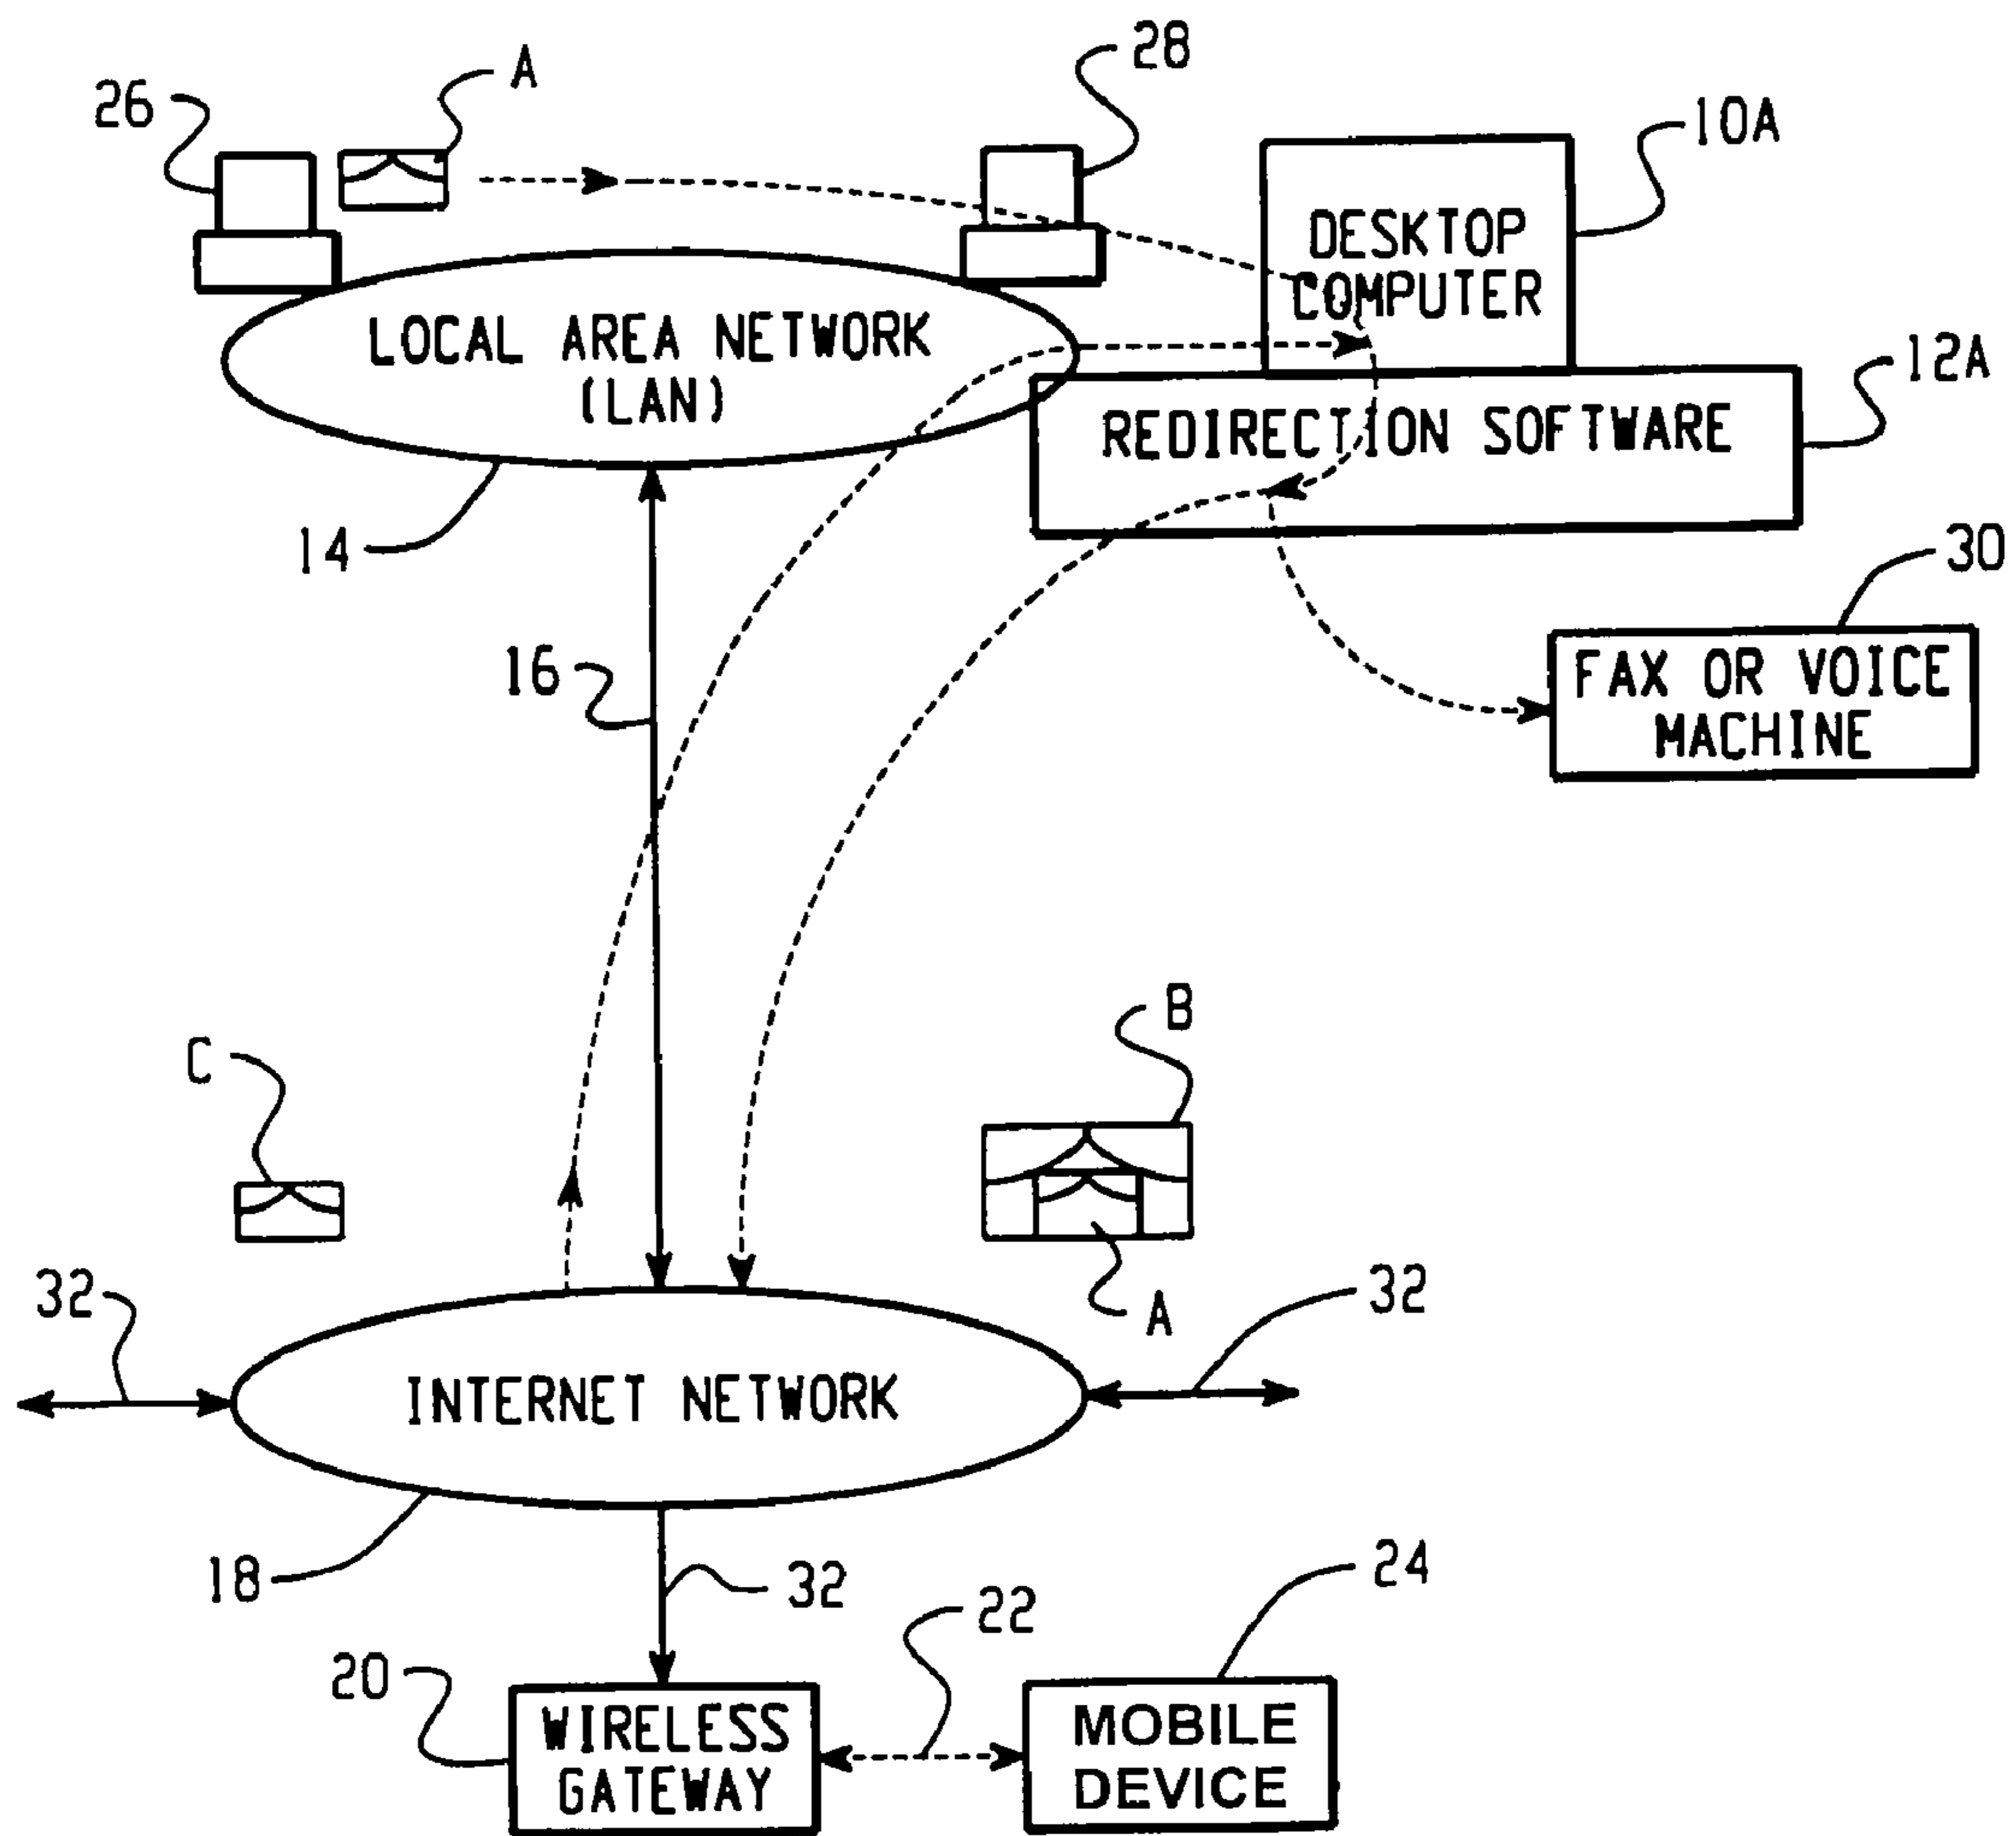 28
A
26
10A
DESKTOP
COMPUTER
LOCAL AREA NETWORK
(LAN)
12A
REDIRECTION SOFTWARE
14
30
16
FAX OR VOICE
MACHINE
B
C
32
32
A
INTERNET NETWORK
18
32
22
24
20
WIRELESS
GATEWAY
MOBILE
DEVICE